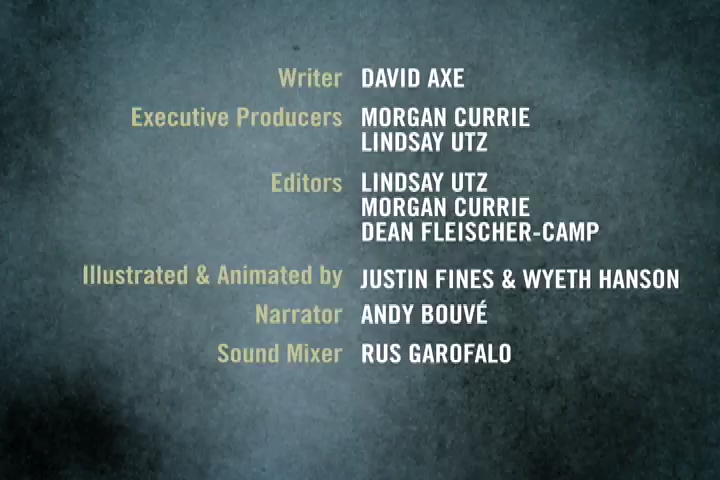 Writer DAVID AXE
Executive Producers MORGAN CURRIE
LINDSAY UTZ
Editors LINDSAY UTZ
MORGAN CURRIE
DEAN FLEISCHER-CAMP
Illustrated & Animated by JUSTIN FINES & WYETH HANSON
Narrator ANDY BOUVÉ
Sound Mixer RUS GAROFALO